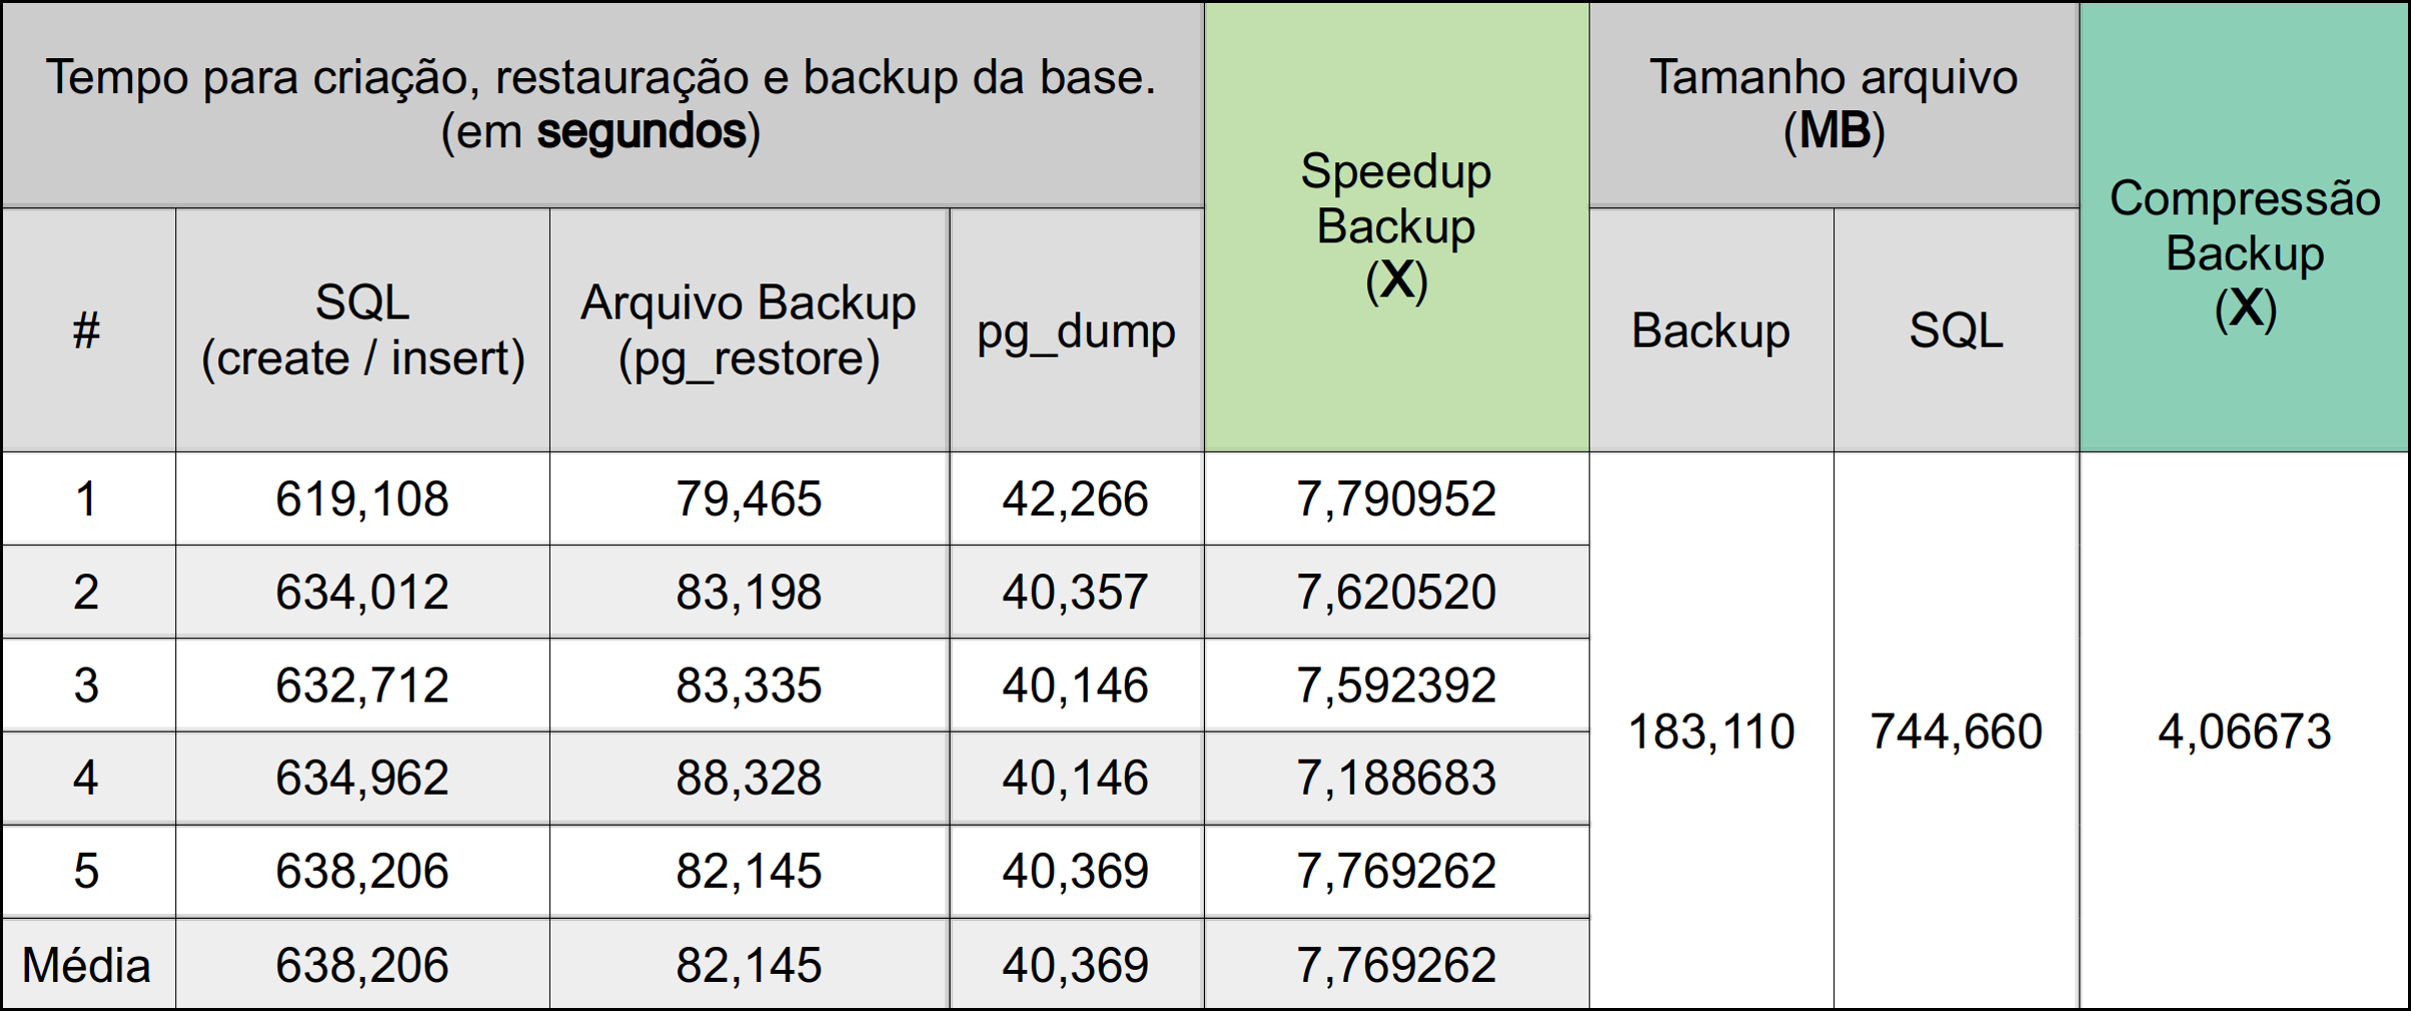 Tempo para criação, restauração e backup da base.
(em segundos)
Speedup
Backup
(X)
Tamanho arquivo
(MB)
Compressão
Backup
(X)
#
SQL
(create / insert)
Arquivo Backup
(pg_restore)
pg_dump
Backup
SQL
1 619,108 79,465 42,266 7,790952
2 634,012 83,198 40,357 7,620520
3 632,712 83,335 40,146 7,592392
4 634,962 88,328 40,146 7,188683
5 638,206 82,145 40,369 7,769262
Média 638,206 82,145 40,369 7,769262
183,110 744,660 4,06673